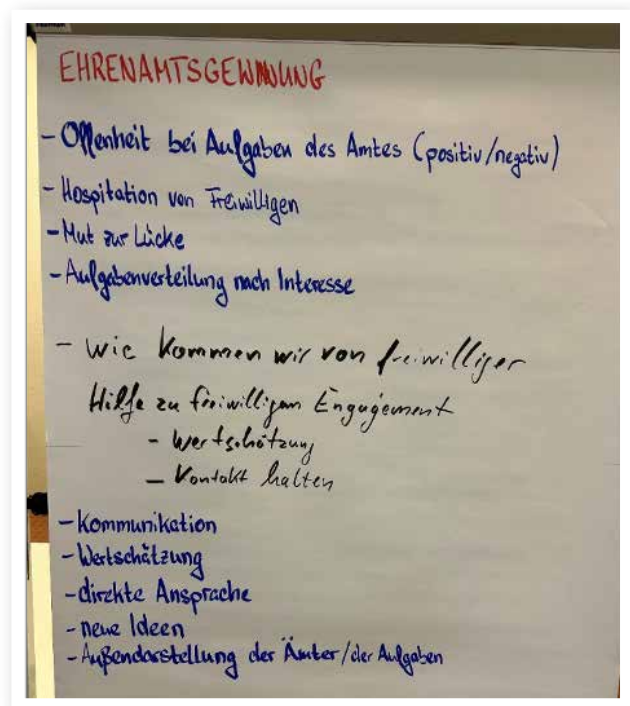 EHRENAMTSGEWINNUNG
- Offenheit bei Aufgaben des Amtes (positiv/negativ)
- Hospitation von Freiwilligen
- Mut zur Lücke
- Aufgabenverteilung nach Interesse
- Wie kommen wir von freiwilliger
Hilfe zu freiwilligem Engagement
- Wertschätzung
- Kontakt halten
- Kommunikation
- Wertschätzung
- direkte Ansprache
- neue Ideen
- Außendarstellung der Ämter/der Aufgaben